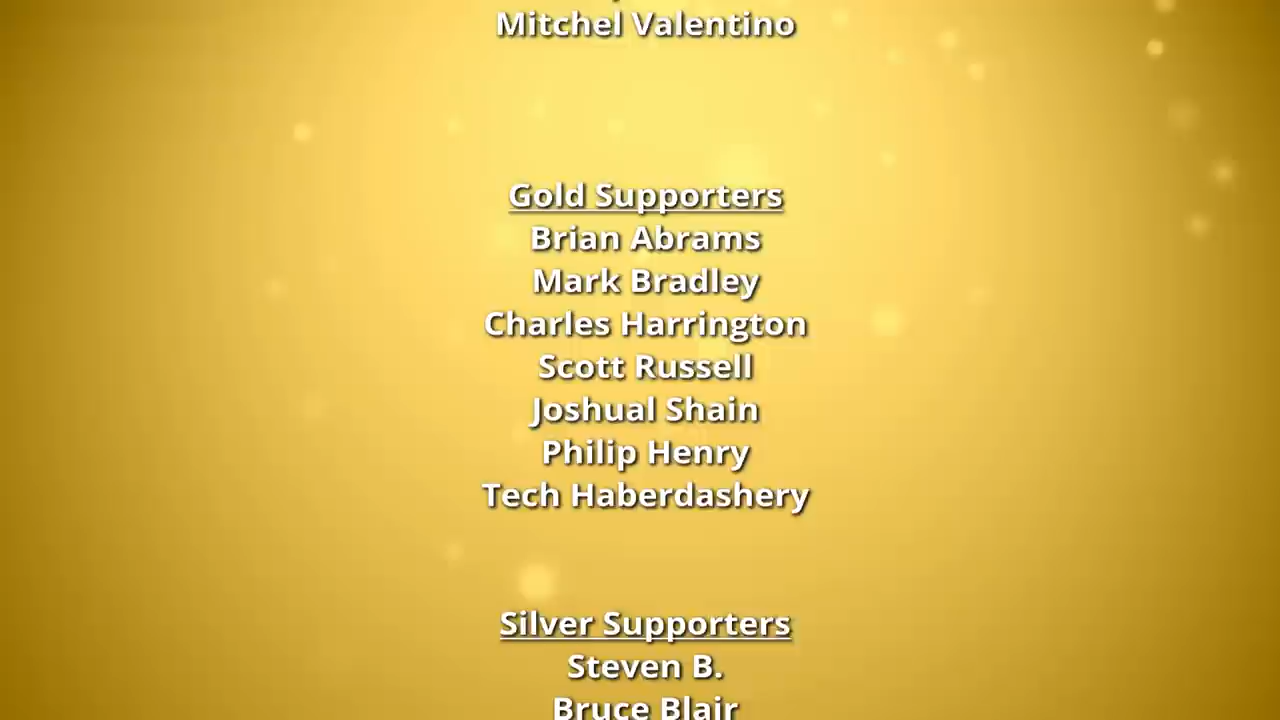 Mitchel Valentino
Gold Supporters
Brian Abrams
Mark Bradley
Charles Harrington
Scott Russell
Joshual Shain
Philip Henry
Tech Haberdashery
Silver Supporters
Steven B.
Bruce Blair